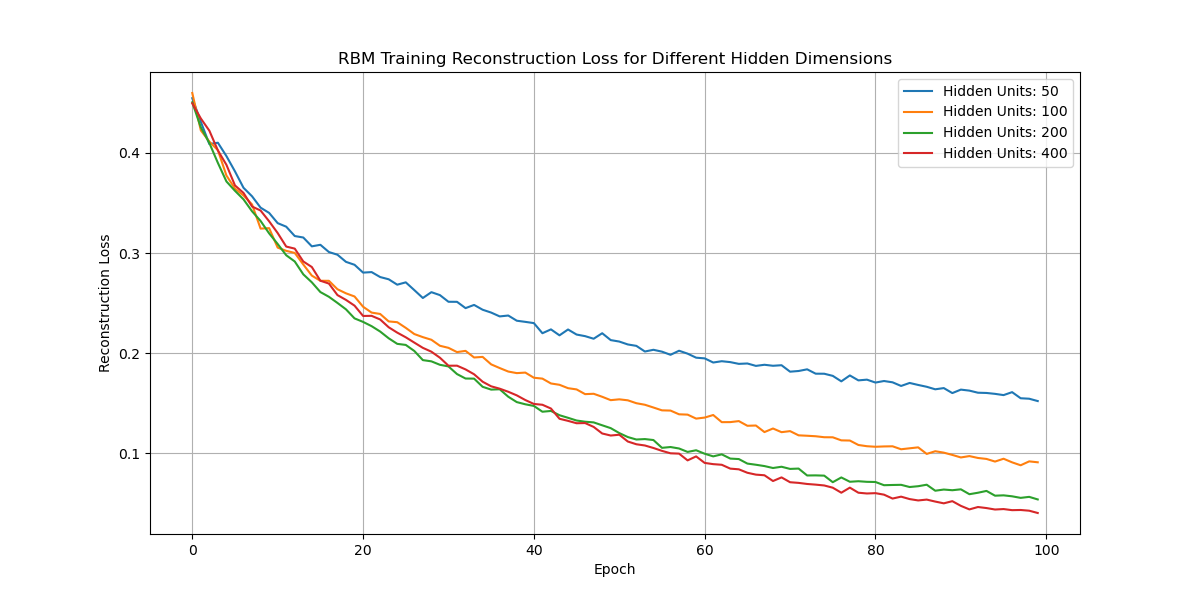 RBM Training Reconstruction Loss for Different Hidden Dimensions
Hidden Units: 50
Hidden Units: 100
Hidden Units: 200
Hidden Units: 400
Reconstruction Loss
0.4
0.3
0.2
0.1
0 20 40 60 80 100
Epoch